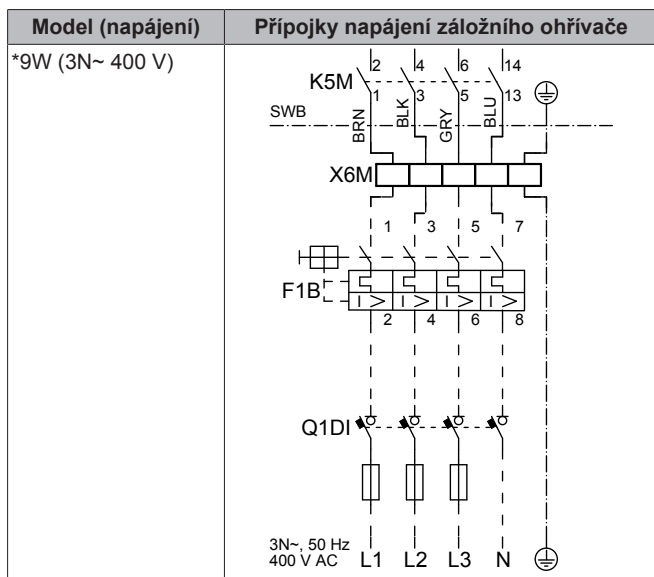 Model (napájení) Přípojky napájení záložního ohřívače
*9W (3N~ 400 V)
2 4 6 14
K5M
1 3 5 13
SWB
BRN BLK GRY BLU
X6M
1 3 5 7
F1B
I > I > I > I >
2 4 6 8
Q1DI
3N~, 50 Hz
400 V AC
L1 L2 L3 N